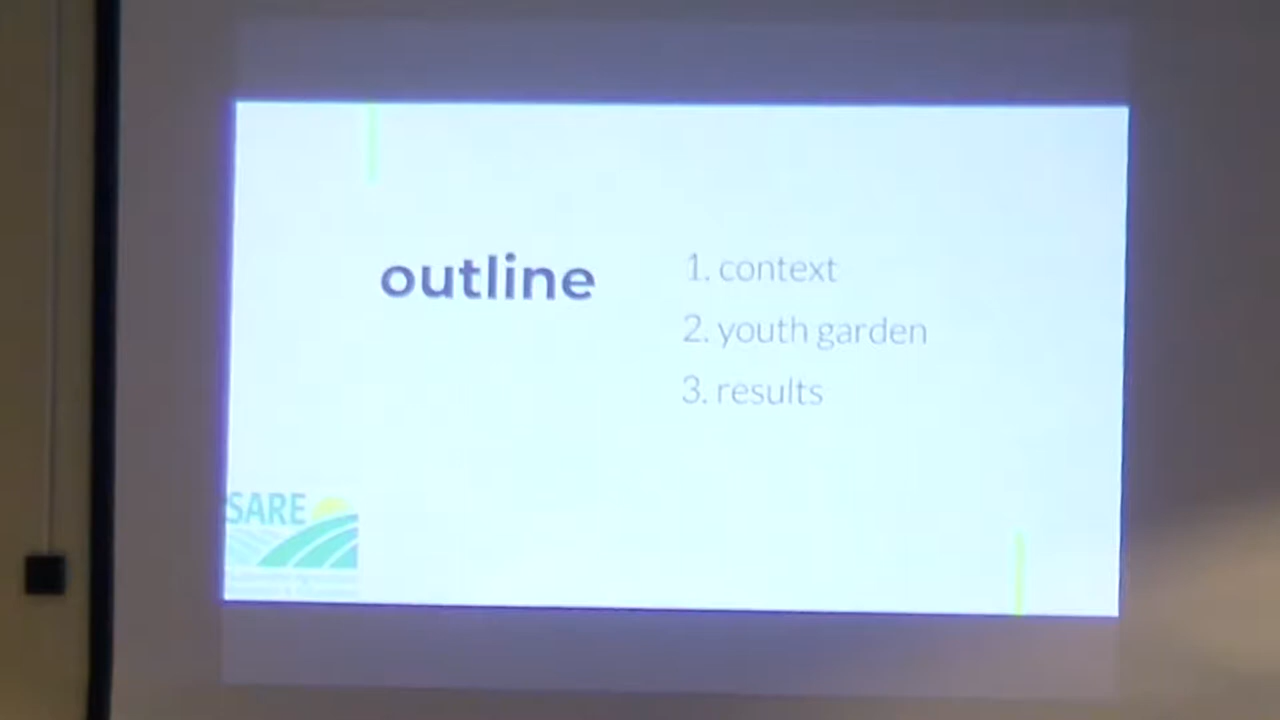 outline
1. context
2. youth garden
3. results
SARE